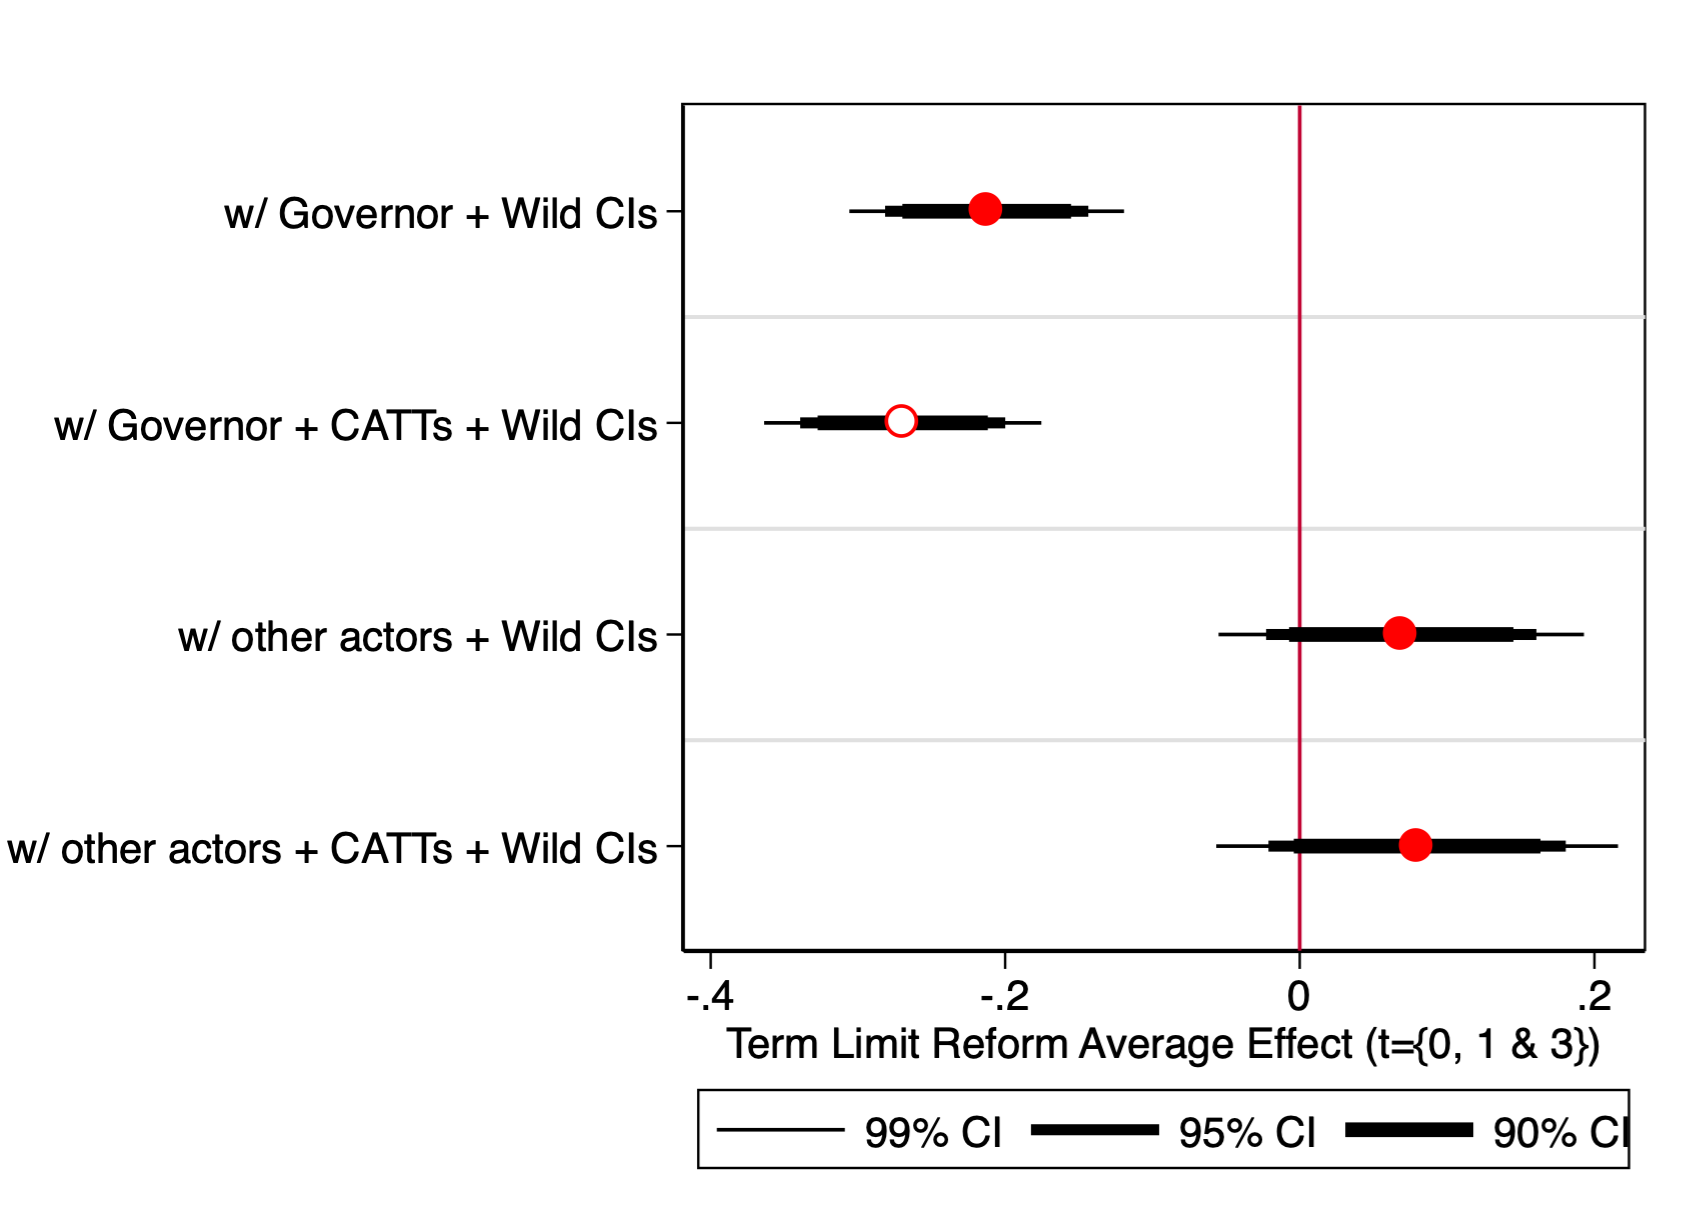 w/ Governor + Wild CIs
w/ Governor + CATTs + Wild CIs
w/ other actors + Wild CIs
w/ other actors + CATTs + Wild CIs
-.4 -.2 0 .2
Term Limit Reform Average Effect (t={0, 1 & 3})
99% CI 95% CI 90% CI